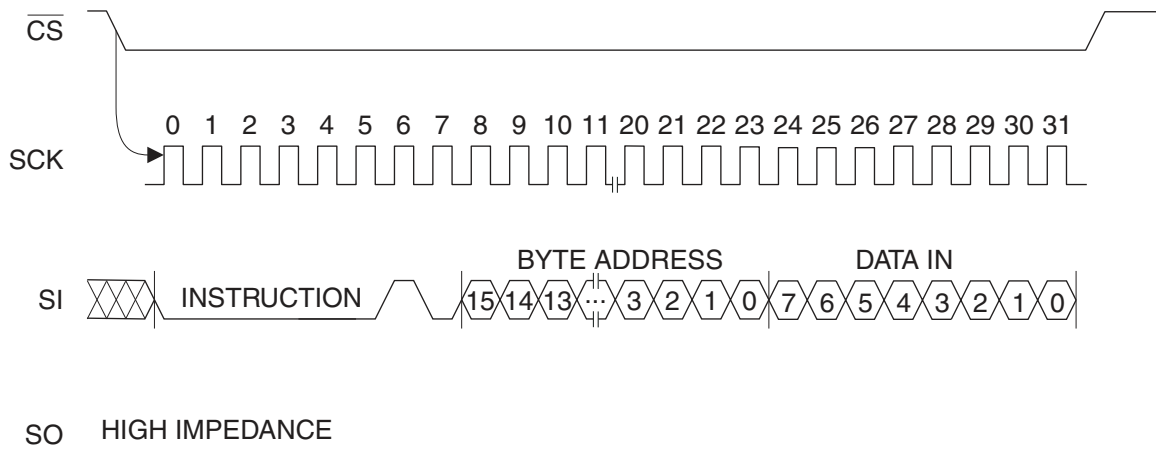 CS
0 1 2 3 4 5 6 7 8 9 10 11 20 21 22 23 24 25 26 27 28 29 30 31
SCK
BYTE ADDRESS DATA IN
SI INSTRUCTION 15 14 13 ... 3 2 1 0 7 6 5 4 3 2 1 0
SO HIGH IMPEDANCE